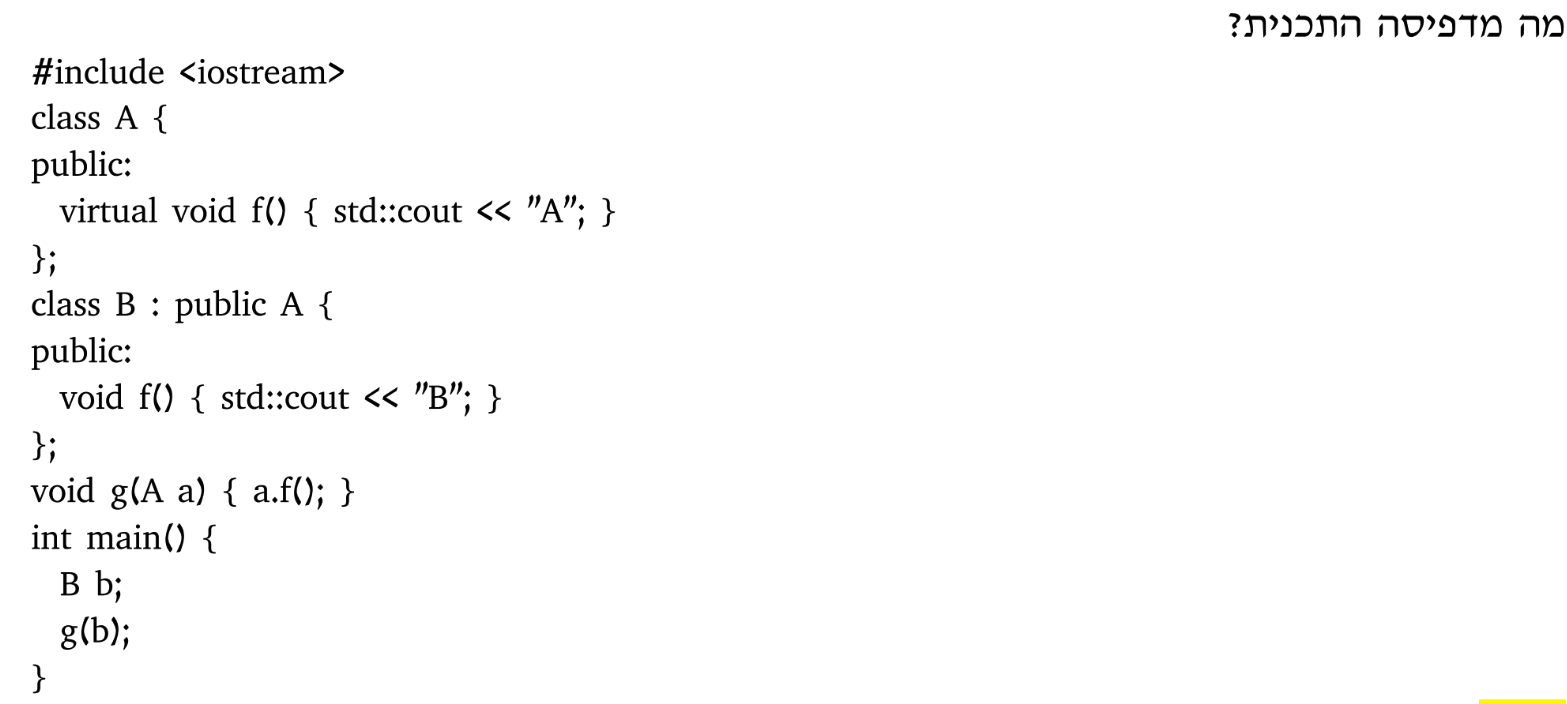 מה מדפיסה התכנית?
#include <iostream>
class A {
public:
  virtual void f() { std::cout << "A"; }
};
class B : public A {
public:
  void f() { std::cout << "B"; }
};
void g(A a) { a.f(); }
int main() {
  B b;
  g(b);
}